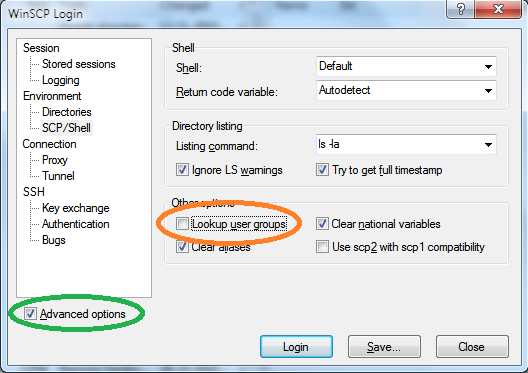 WinSCP Login
Session
Stored sessions
Logging
Environment
Directories
SCP/Shell
Connection
Proxy
Tunnel
SSH
Key exchange
Authentication
Bugs
Advanced options
Shell
Shell:
Default
Return code variable:
Autodetect
Directory listing
Listing command:
ls -la
Ignore LS warnings
Try to get full timestamp
Other options
Lookup user groups
Clear national variables
Clear aliases
Use scp2 with scp1 compatibility
Login
Save...
Close